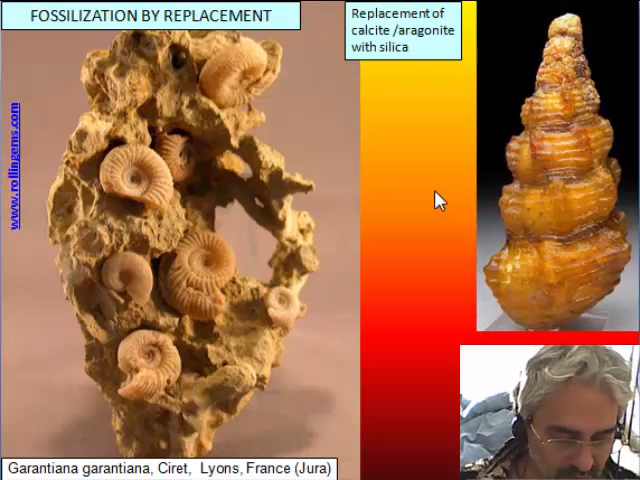 FOSSILIZATION BY REPLACEMENT
Replacement of
calcite /aragonite
with silica
www.rollingems.com
Garantiana garantiana, Ciret, Lyons, France (Jura)